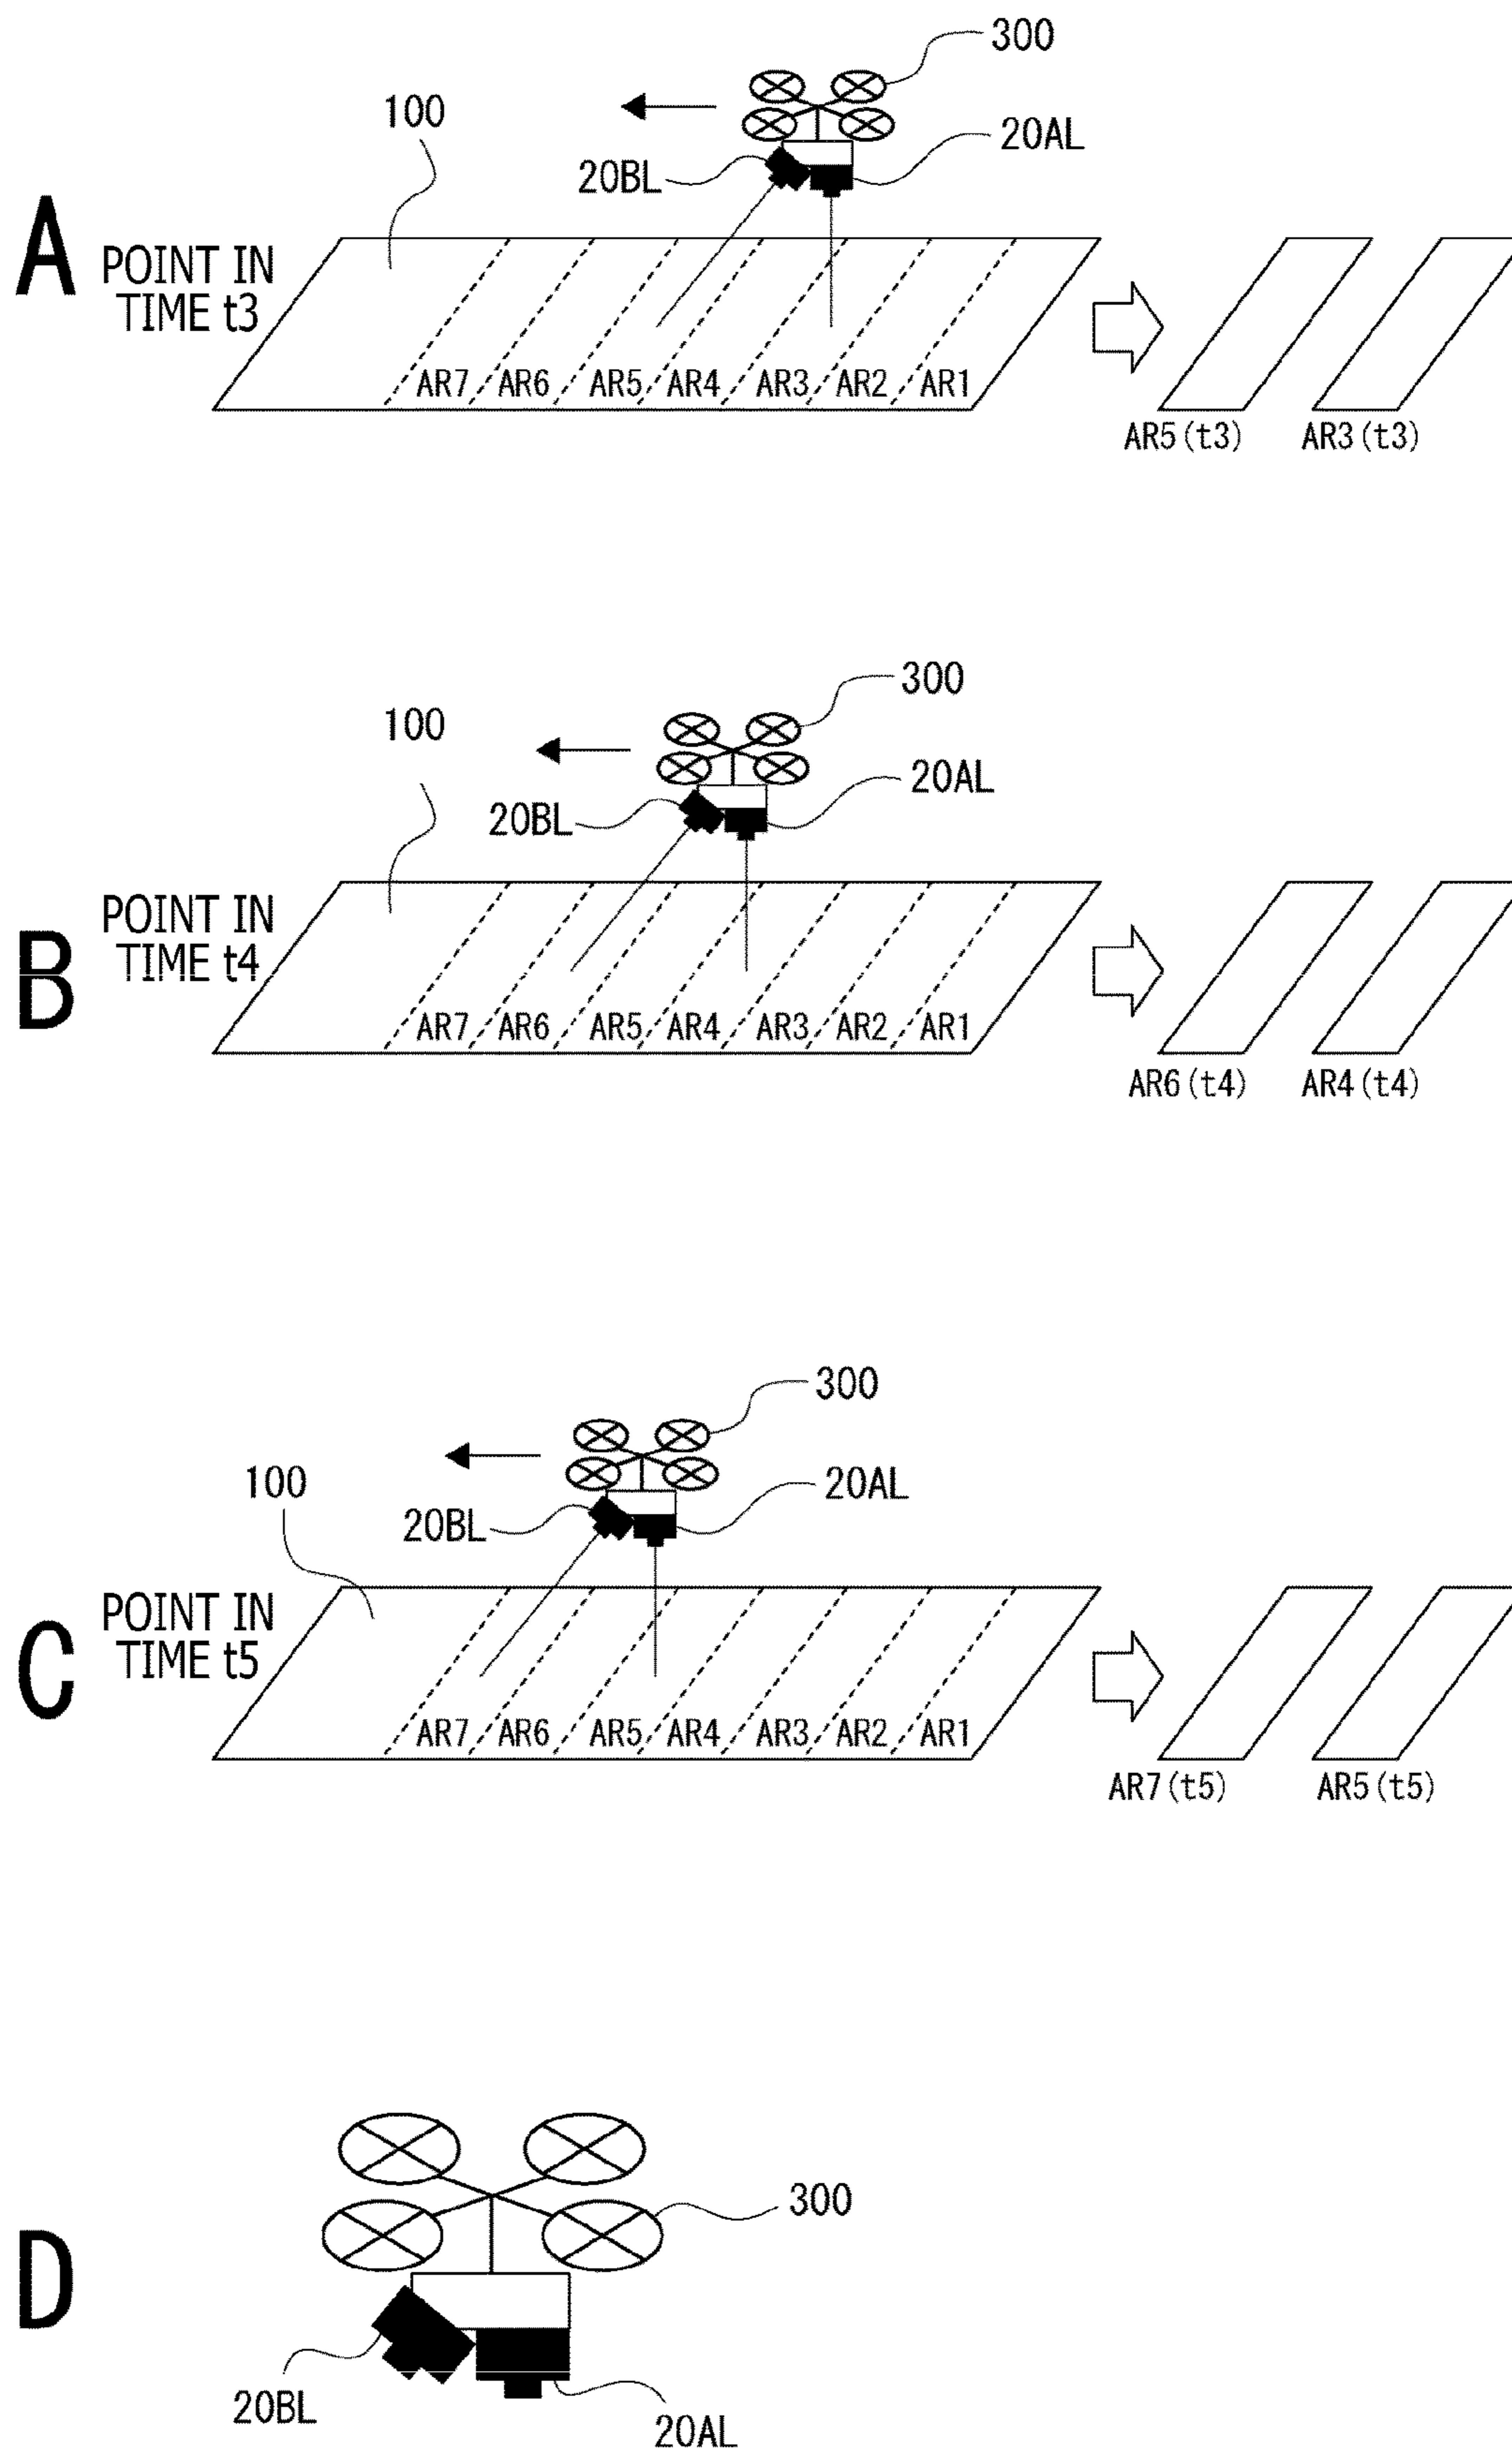 A
POINT IN
TIME t3
100
300
20BL
20AL
AR7 AR6 AR5 AR4 AR3 AR2 AR1
AR5(t3) AR3(t3)
B
POINT IN
TIME t4
100
300
20BL
20AL
AR7 AR6 AR5 AR4 AR3 AR2 AR1
AR6(t4) AR4(t4)
C
POINT IN
TIME t5
100
300
20BL
20AL
AR7 AR6 AR5 AR4 AR3 AR2 AR1
AR7(t5) AR5(t5)
D
300
20BL
20AL